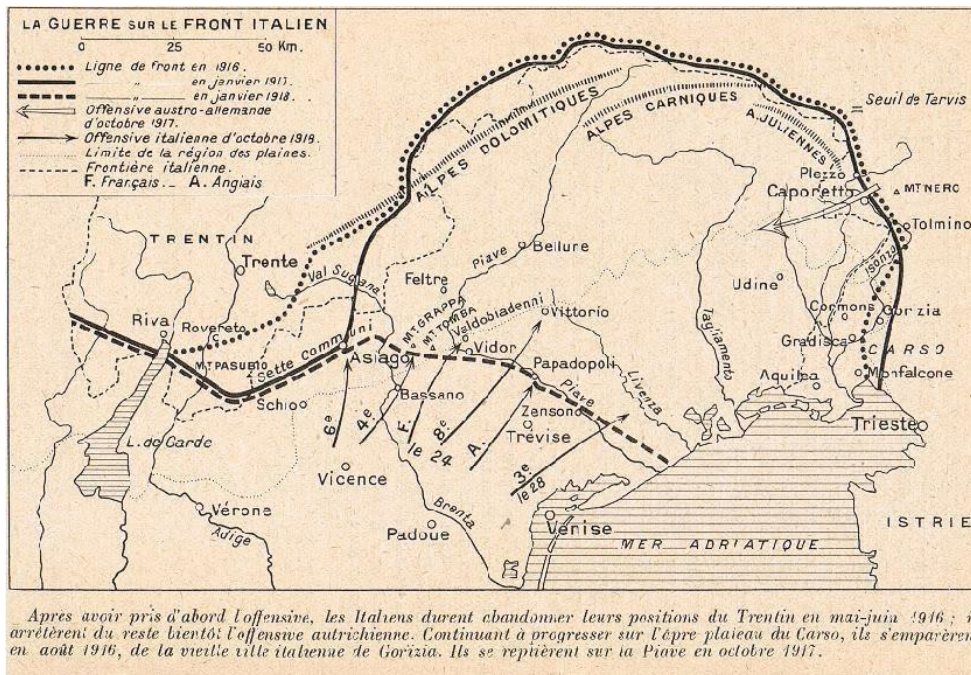 LA GUERRE SUR LE FRONT ITALIEN
0 25 50 Km.
Ligne de front en 1916.
„ en janvier 1917.
„ en janvier 1918.
Offensive austro-allemande
d'octobre 1917.
Offensive italienne d'octobre 1918.
Limite de la région des plaines.
Frontière italienne.
F. Français _ A. Anglais
Seuil de Tarvis
ALPES DOLOMITIQUES
ALPES CARNIQUES
A. JULIENNES
Plezzo
Caporetto
MT NERO
Tolmino
TRENTIN
Trente
Val Sugana
Feltre
Piave
Bellure
Udine
Isonzo
Cormons
Gorizia
Gradisca
CARSO
Monfalcone
Aquilea
Trieste
Tagliamento
Livenza
Vittorio
MT GRAPPA
MT TOMBA
Valdobiadenni
Vidor
Papadopoli
Piave
Riva
Rovereto
MT PASUBIO
Sette communi
Asiago
Bassano
Schio
Zensono
Trévise
6e
4e
F.
le 24
8e
A.
3e
le 28
L. de Garde
Vicence
Vérone
Adige
Padoue
Brenta
Venise
MER ADRIATIQUE
ISTRIE
Après avoir pris d'abord l'offensive, les Italiens durent abandonner leurs positions du Trentin en mai-juin 1916 ;
arrêtèrent du reste bientôt l'offensive autrichienne. Continuant à progresser sur l'âpre plateau du Carso, ils s'emparèren
en août 1916, de la vieille ville italienne de Gorizia. Ils se replièrent sur la Piave en octobre 1917.